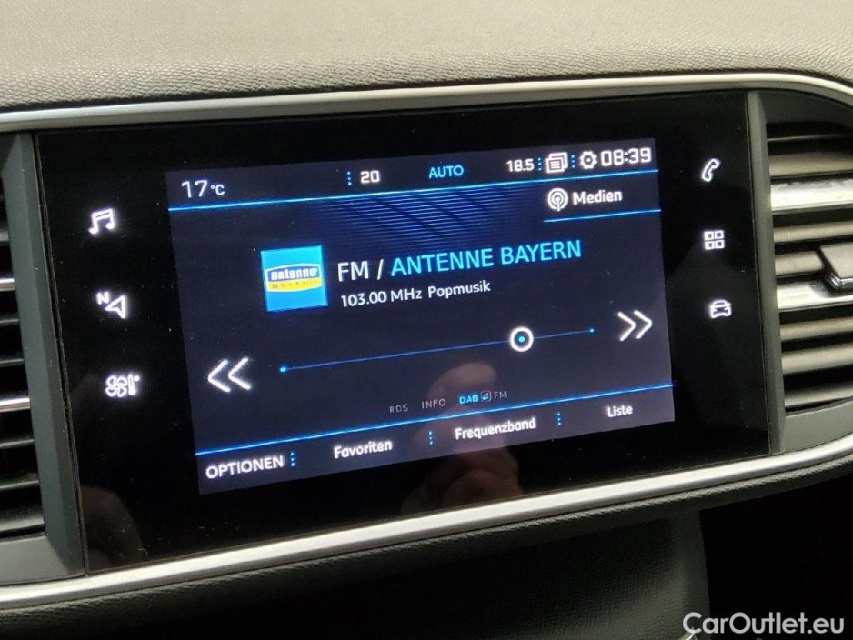 17°C 20 AUTO 18.5 08:39
Medien
antenne
FM / ANTENNE BAYERN
103.00 MHz Popmusik
RDS INFO DAB FM
OPTIONEN Favoriten Frequenzband Liste
N
CarOutlet.eu